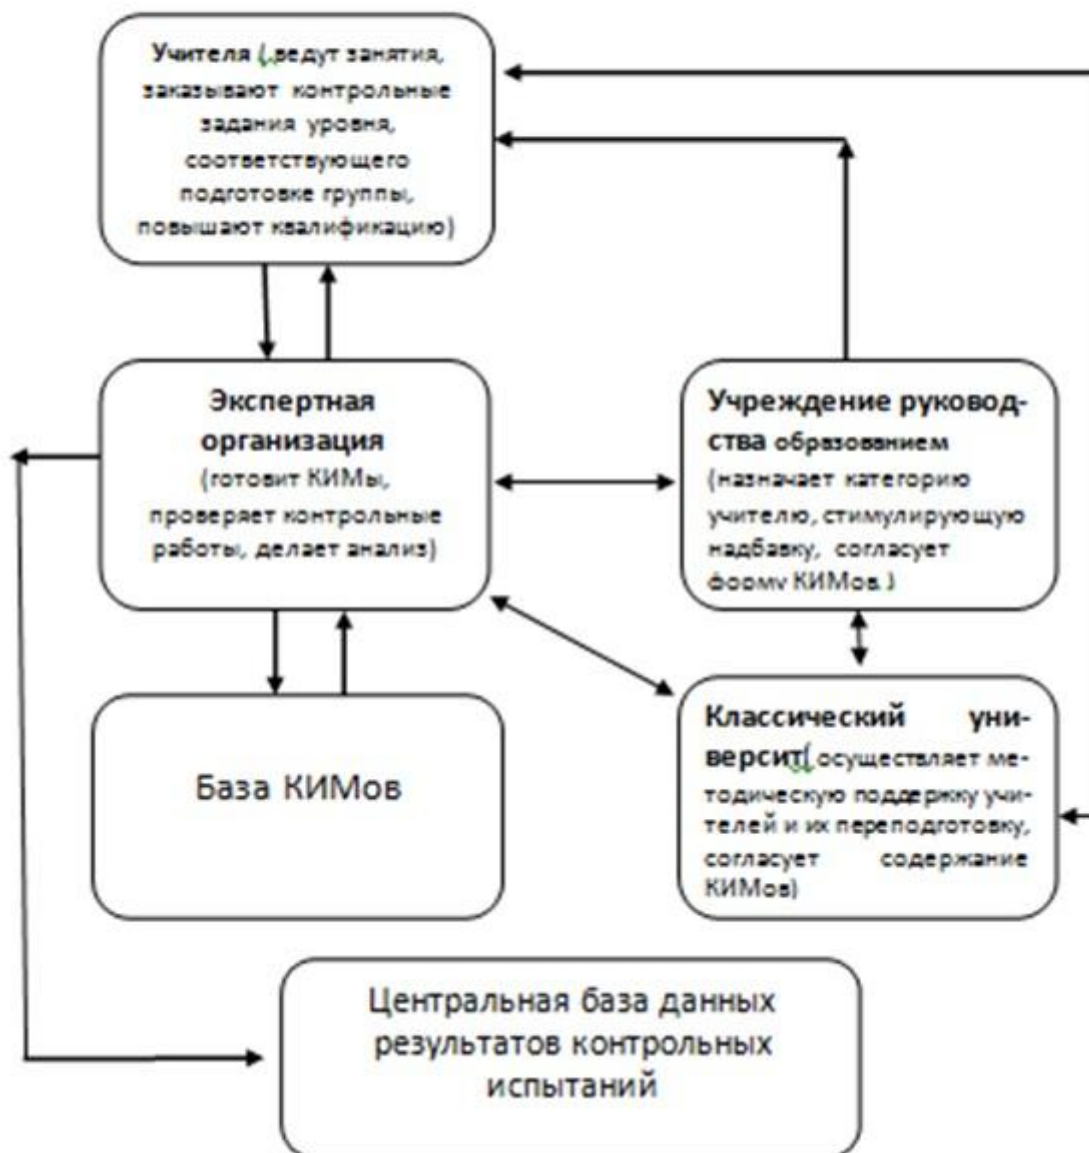 Учителя ( ведут занятия,
заказывают контрольные
задания уровня,
соответствующего
подготовке группы,
повышают квалификацию)
Экспертная
организация
(готовит КИМы,
проверяет контрольные
работы, делает анализ)
Учреждение руковод-
ства образованием
(назначает категорию
учителю, стимулирующую
надбавку, согласует
форму КИМов. )
База КИМов
Классический уни-
версит( осуществляет ме-
тодическую поддержку учи-
телей и их переподготовку,
согласует содержание
КИМов)
Центральная база данных
результатов контрольных
испытаний